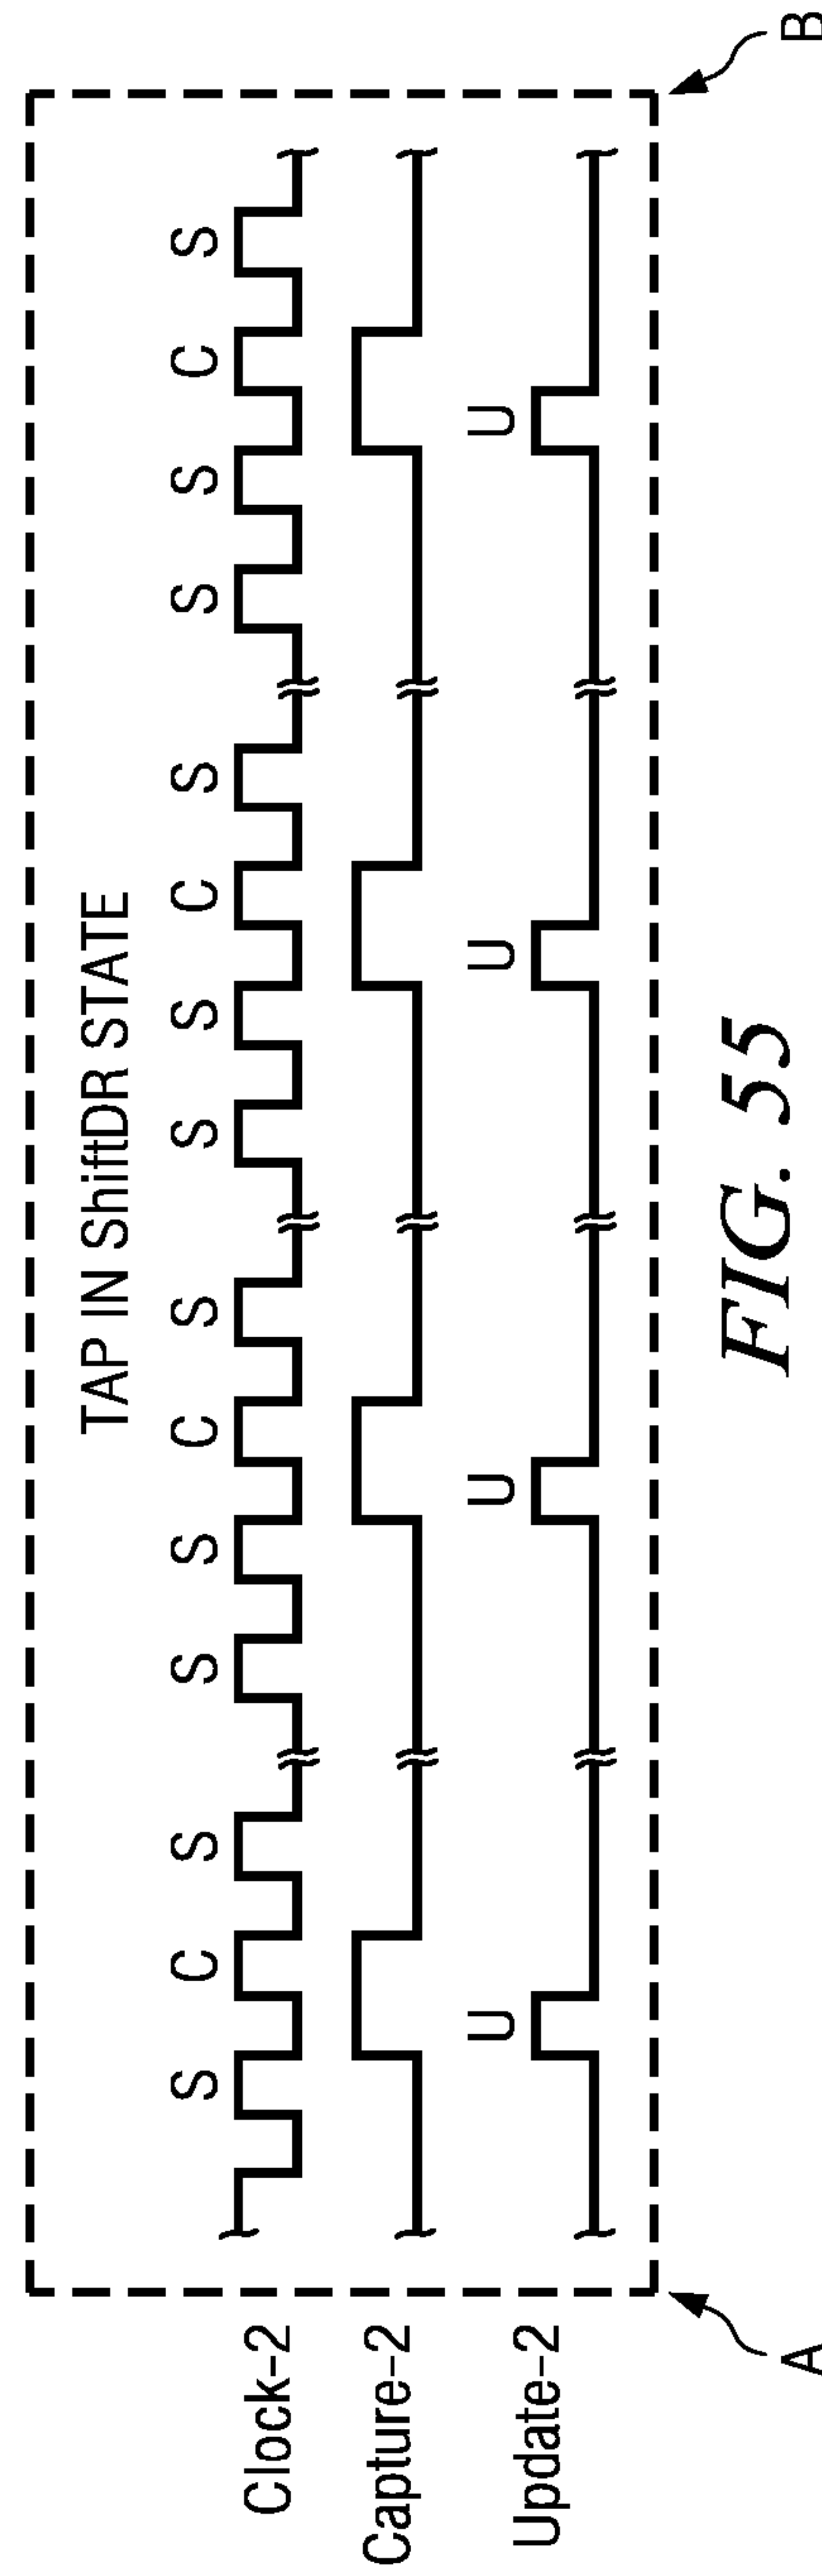 TAP IN ShiftDR STATE
S C S S S C S S S C S S S C S
Clock-2
Capture-2
U U U U
Update-2
A B
FIG. 55